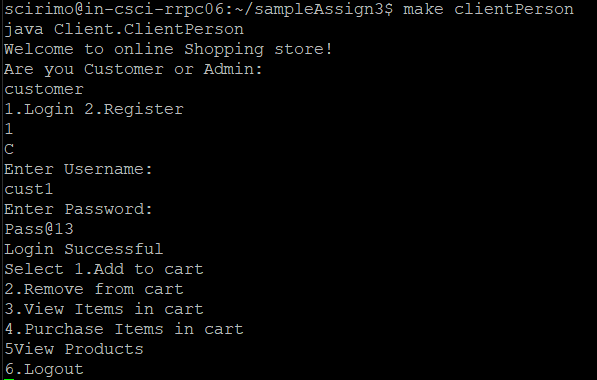 scirimo@in-csci-rrpc06:~/sampleAssign3$ make clientPerson
java Client.ClientPerson
Welcome to online Shopping store!
Are you Customer or Admin:
customer
1.Login 2.Register
1
C
Enter Username:
cust1
Enter Password:
Pass@13
Login Successful
Select 1.Add to cart
2.Remove from cart
3.View Items in cart
4.Purchase Items in cart
5View Products
6.Logout